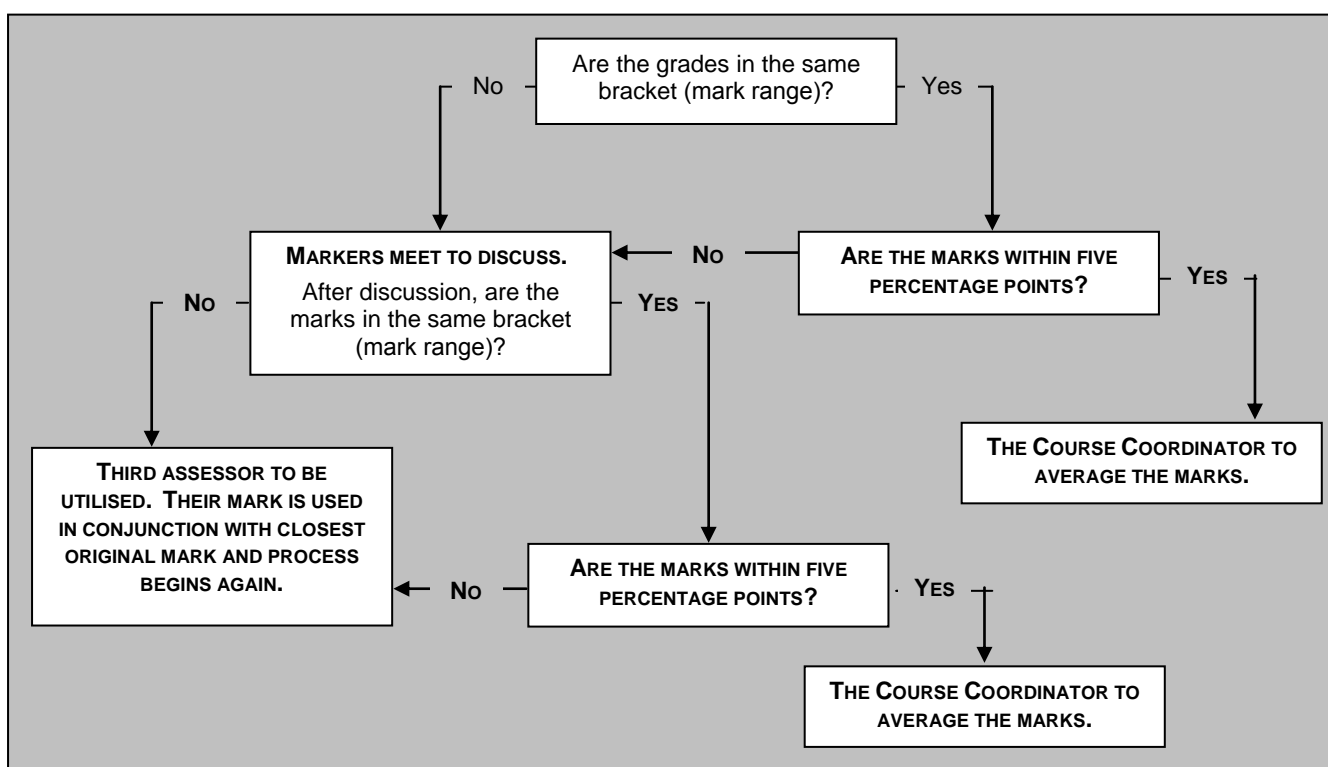 Are the grades in the same
bracket (mark range)?
No
Yes
MARKERS MEET TO DISCUSS.
After discussion, are the
marks in the same bracket
(mark range)?
NO
ARE THE MARKS WITHIN FIVE
PERCENTAGE POINTS?
NO
YES
YES
THIRD ASSESSOR TO BE
UTILISED. THEIR MARK IS USED
IN CONJUNCTION WITH CLOSEST
ORIGINAL MARK AND PROCESS
BEGINS AGAIN.
THE COURSE COORDINATOR TO
AVERAGE THE MARKS.
NO
ARE THE MARKS WITHIN FIVE
PERCENTAGE POINTS?
YES
THE COURSE COORDINATOR TO
AVERAGE THE MARKS.